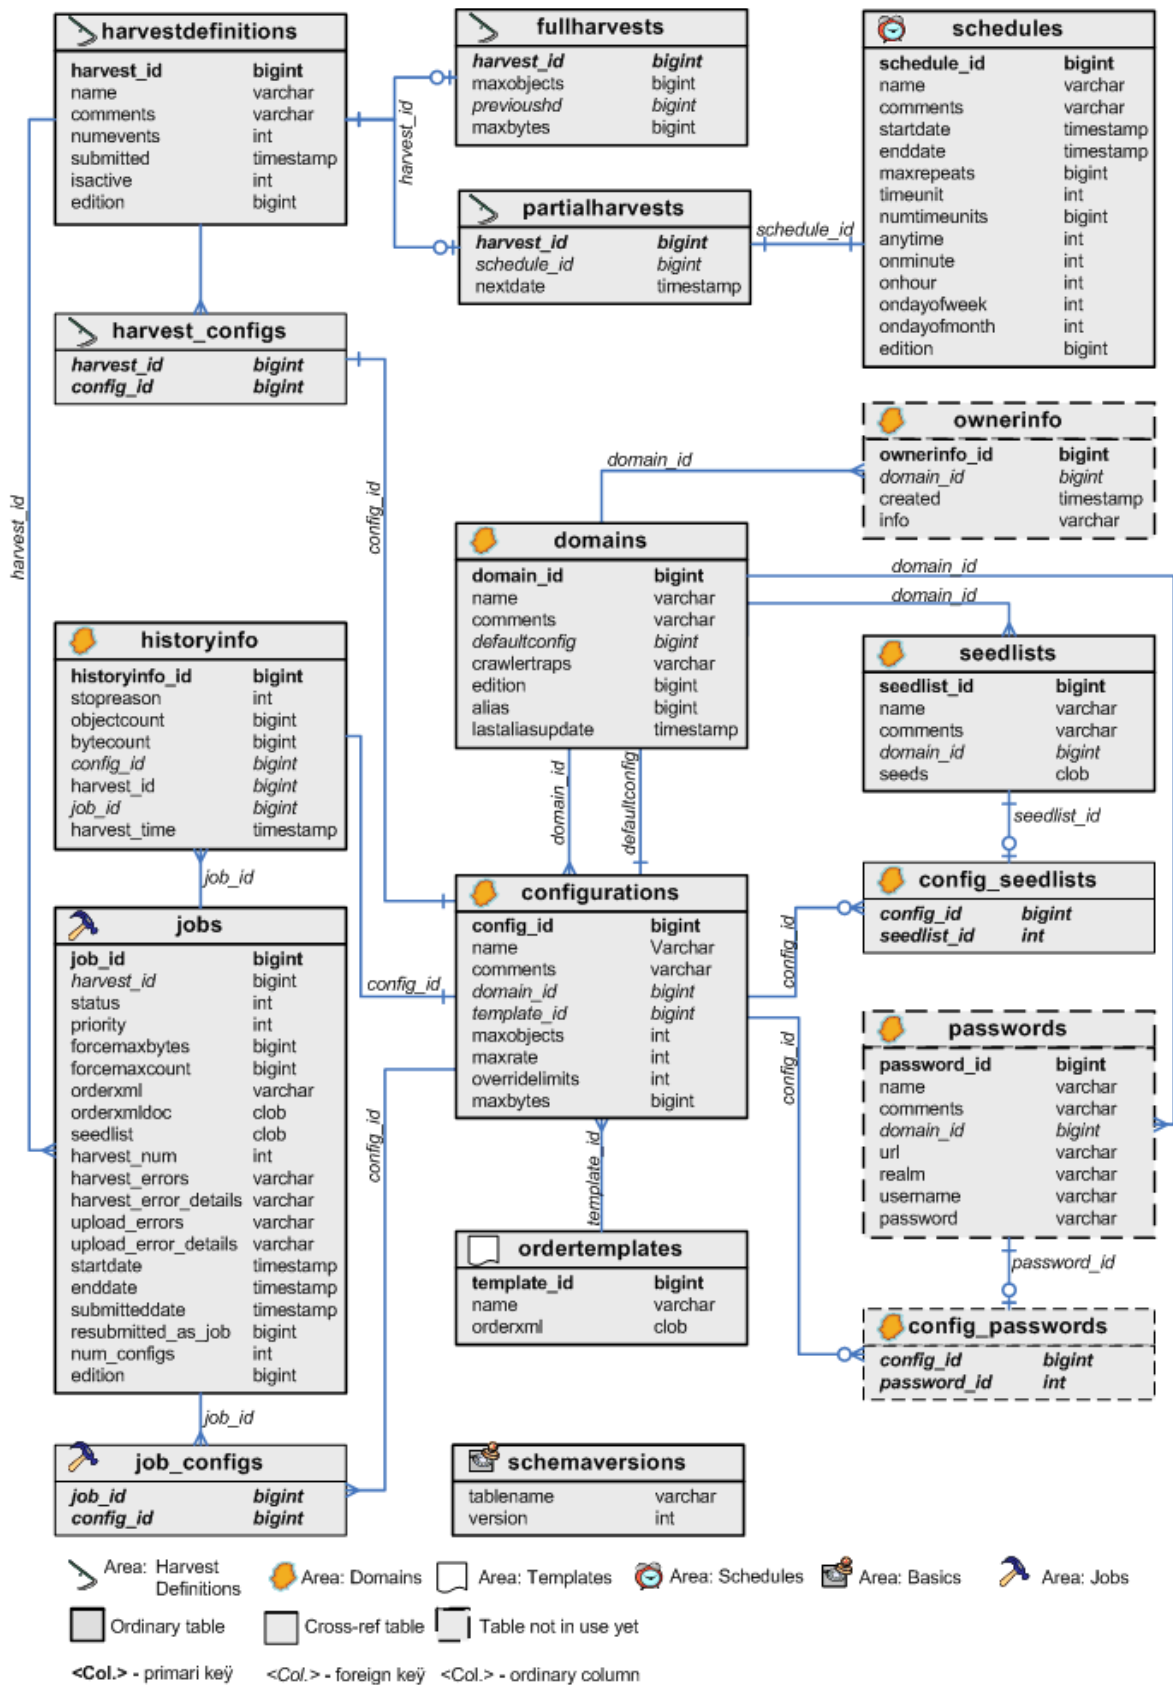 harvestdefinitions
harvest_id bigint
name varchar
comments varchar
numevents int
submitted timestamp
isactive int
edition bigint
fullharvests
harvest_id bigint
maxobjects bigint
previoushd bigint
maxbytes bigint
schedules
schedule_id bigint
name varchar
comments varchar
startdate timestamp
enddate timestamp
maxrepeats bigint
timeunit int
numtimeunits bigint
anytime int
onminute int
onhour int
ondayofweek int
ondayofmonth int
edition bigint
harvest_id
partialharvests
harvest_id bigint
schedule_id bigint
nextdate timestamp
schedule_id
harvest_configs
harvest_id bigint
config_id bigint
harvest_id
config_id
ownerinfo
ownerinfo_id bigint
domain_id bigint
created timestamp
info varchar
domain_id
domains
domain_id bigint
name varchar
comments varchar
defaultconfig bigint
crawlertraps varchar
edition bigint
alias bigint
lastaliasupdate timestamp
domain_id
domain_id
historyinfo
historyinfo_id bigint
stopreason int
objectcount bigint
bytecount bigint
config_id bigint
harvest_id bigint
job_id bigint
harvest_time timestamp
seedlists
seedlist_id bigint
name varchar
comments varchar
domain_id bigint
seeds clob
domain_id
defaultconfig
seedlist_id
job_id
configurations
config_id bigint
name Varchar
comments varchar
domain_id bigint
template_id bigint
maxobjects int
maxrate int
overridelimits int
maxbytes bigint
config_seedlists
config_id bigint
seedlist_id int
config_id
config_id
config_id
config_id
jobs
job_id bigint
harvest_id bigint
status int
priority int
forcemaxbytes bigint
forcemaxcount bigint
orderxml varchar
orderxmldoc clob
seedlist clob
harvest_num int
harvest_errors varchar
harvest_error_details varchar
upload_errors varchar
upload_error_details varchar
startdate timestamp
enddate timestamp
submitteddate timestamp
resubmitted_as_job bigint
num_configs int
edition bigint
passwords
password_id bigint
name varchar
comments varchar
domain_id bigint
url varchar
realm varchar
username varchar
password varchar
template_id
ordertemplates
template_id bigint
name varchar
orderxml clob
password_id
config_passwords
config_id bigint
password_id int
job_id
job_configs
job_id bigint
config_id bigint
schemaversions
tablename varchar
version int
Area: Harvest
Definitions
Area: Domains
Area: Templates
Area: Schedules
Area: Basics
Area: Jobs
Ordinary table
Cross-ref table
Table not in use yet
<Col.> - primari keÿ
<Col.> - foreign keÿ
<Col.> - ordinary column